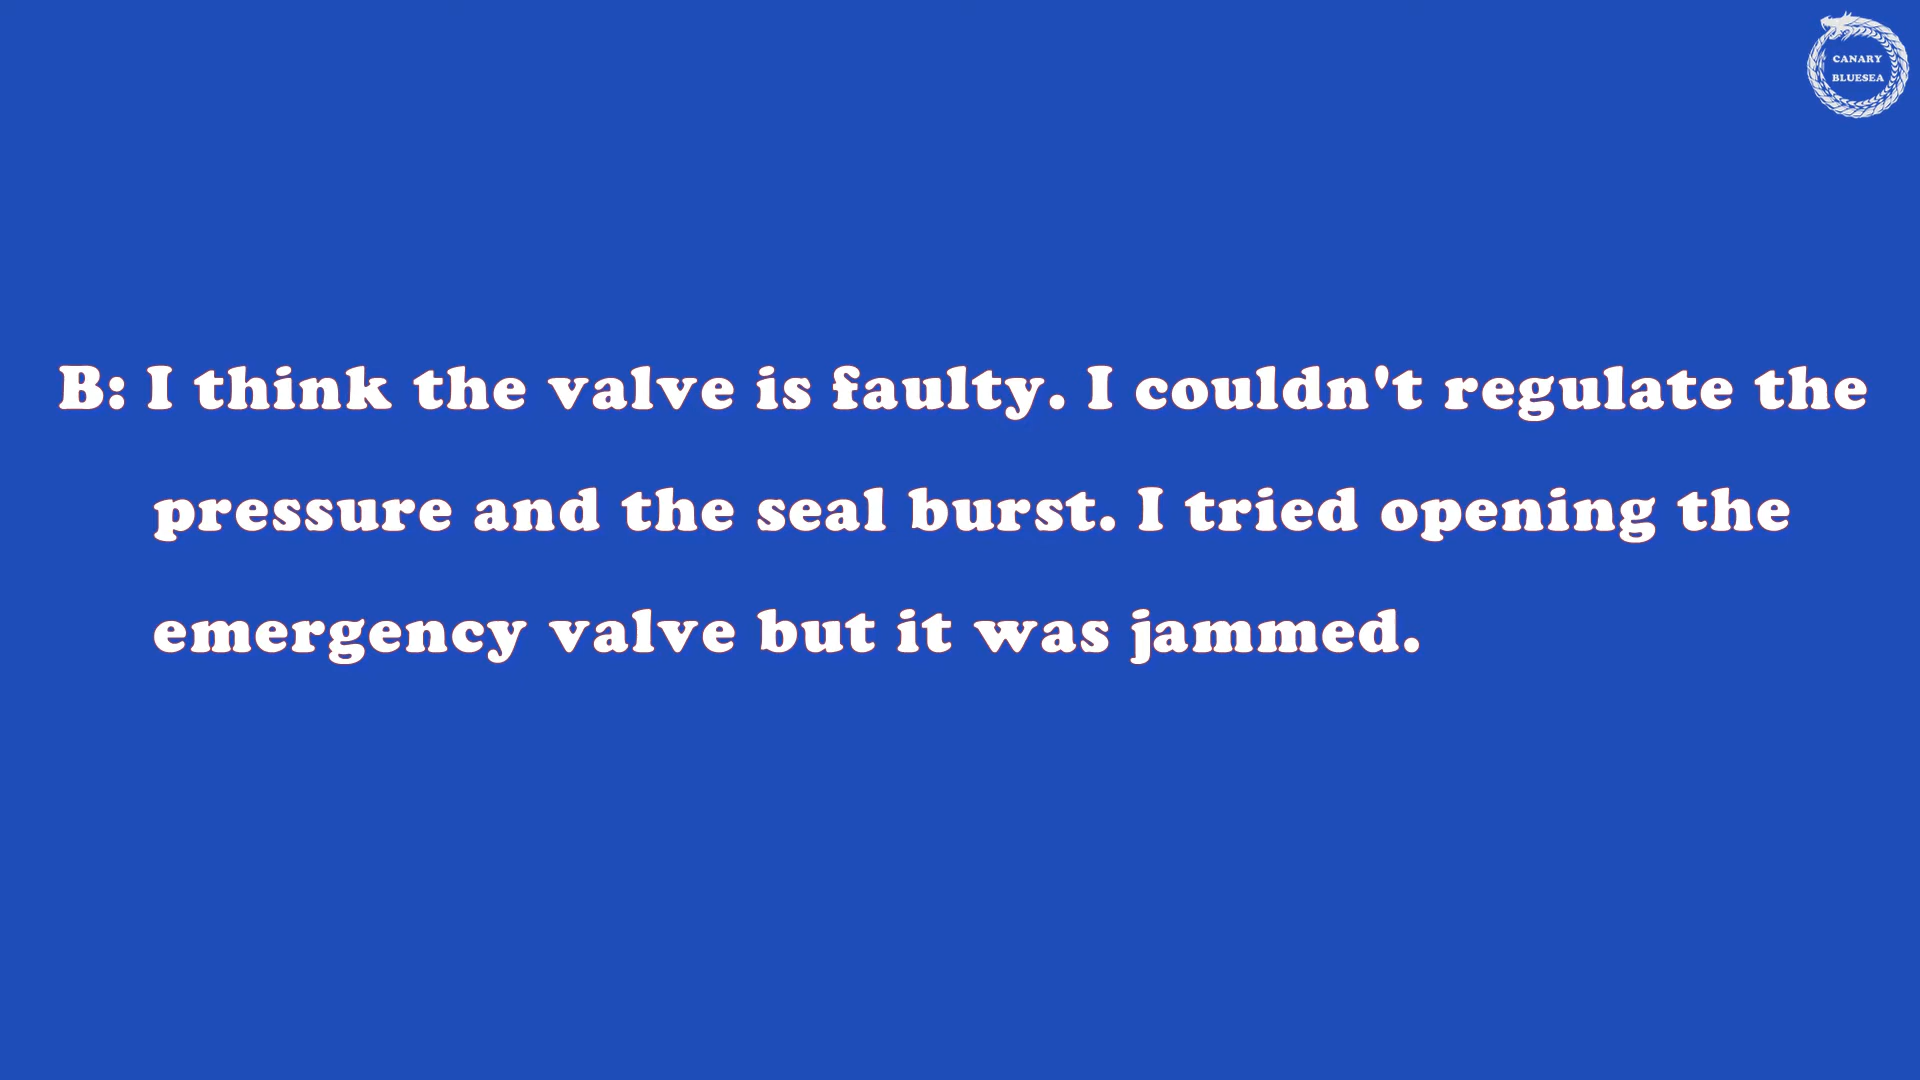 CANARY
BLUESEA
B: I think the valve is faulty. I couldn't regulate the
pressure and the seal burst. I tried opening the
emergency valve but it was jammed.